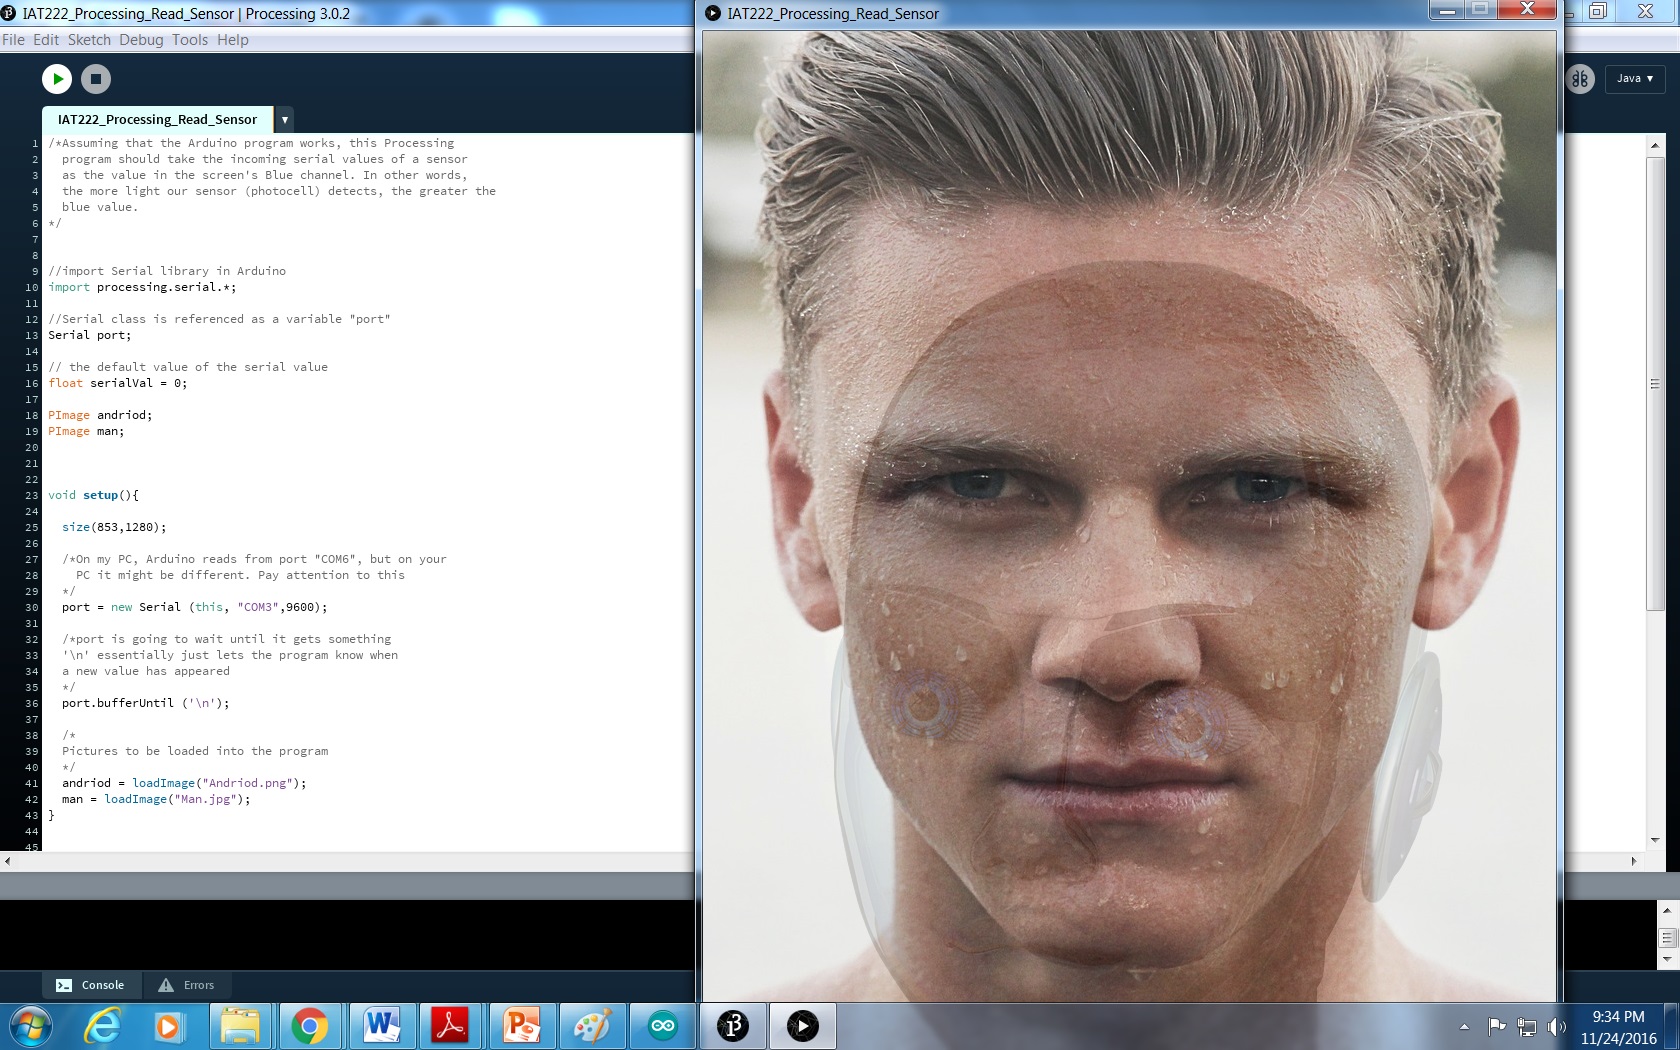 IAT222_Processing_Read_Sensor | Processing 3.0.2
File Edit Sketch Debug Tools Help
Java
IAT222_Processing_Read_Sensor
1 /*Assuming that the Arduino program works, this Processing
2 program should take the incoming serial values of a sensor
3 as the value in the screen's Blue channel. In other words,
4 the more light our sensor (photocell) detects, the greater the
5 blue value.
6 */
7
8
9 //import Serial library in Arduino
10 import processing.serial.*;
11
12 //Serial class is referenced as a variable "port"
13 Serial port;
14
15 // the default value of the serial value
16 float serialVal = 0;
17
18 PImage andriod;
19 PImage man;
20
21
22
23 void setup(){
24
25 size(853,1280);
26
27 /*On my PC, Arduino reads from port "COM6", but on your
28 PC it might be different. Pay attention to this
29 */
30 port = new Serial (this, "COM3",9600);
31
32 /*port is going to wait until it gets something
33 '\n' essentially just lets the program know when
34 a new value has appeared
35 */
36 port.bufferUntil ('\n');
37
38 /*
39 Pictures to be loaded into the program
40 */
41 andriod = loadImage("Andriod.png");
42 man = loadImage("Man.jpg");
43 }
44
45
Console Errors
IAT222_Processing_Read_Sensor
9:34 PM
11/24/2016